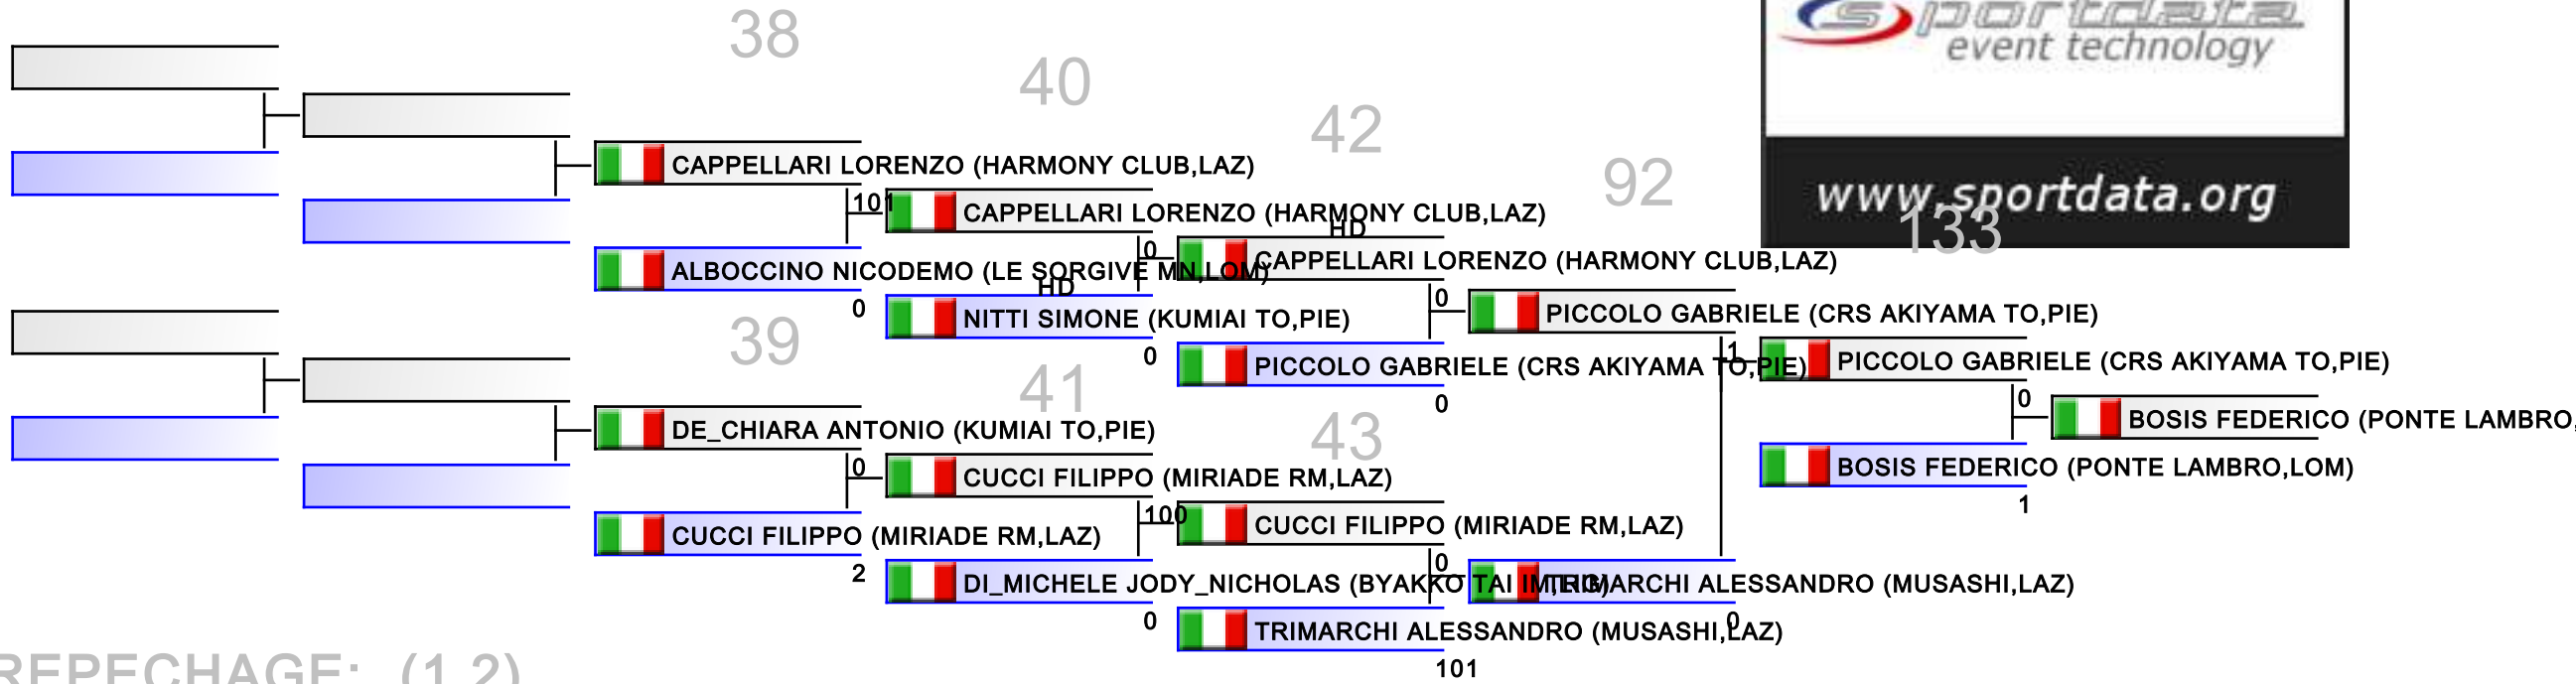 sportdata
event technology
www.sportdata.org
38
40
42
92
133
CAPPELLARI LORENZO (HARMONY CLUB,LAZ)
101
CAPPELLARI LORENZO (HARMONY CLUB,LAZ)
HD
0
CAPPELLARI LORENZO (HARMONY CLUB,LAZ)
ALBOCCINO NICODEMO (LE SORGIVE MN,LOM)
HD
0
0
PICCOLO GABRIELE (CRS AKIYAMA TO,PIE)
NITTI SIMONE (KUMIAI TO,PIE)
39
0
1
PICCOLO GABRIELE (CRS AKIYAMA TO,PIE)
PICCOLO GABRIELE (CRS AKIYAMA TO,PIE)
41
0
0
BOSIS FEDERICO (PONTE LAMBRO,
DE_CHIARA ANTONIO (KUMIAI TO,PIE)
43
0
BOSIS FEDERICO (PONTE LAMBRO,LOM)
CUCCI FILIPPO (MIRIADE RM,LAZ)
1
100
CUCCI FILIPPO (MIRIADE RM,LAZ)
CUCCI FILIPPO (MIRIADE RM,LAZ)
0
2
DI_MICHELE JODY_NICHOLAS (BYAKKO TAI IM,LIG)
TRIMARCHI ALESSANDRO (MUSASHI,LAZ)
0
0
TRIMARCHI ALESSANDRO (MUSASHI,LAZ)
101
REPECHAGE: (1,2)